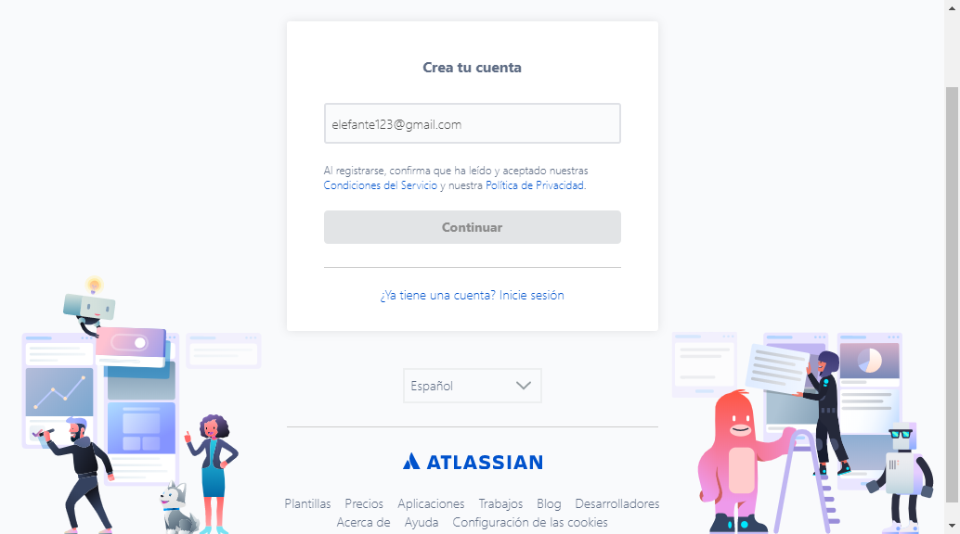 Crea tu cuenta
elefante123@gmail.com
Al registrarse, confirma que ha leído y aceptado nuestras
Condiciones del Servicio y nuestra Política de Privacidad.
Continuar
¿Ya tiene una cuenta? Inicie sesión
Español
ATLASSIAN
Plantillas Precios Aplicaciones Trabajos Blog Desarrolladores
Acerca de Ayuda Configuración de las cookies